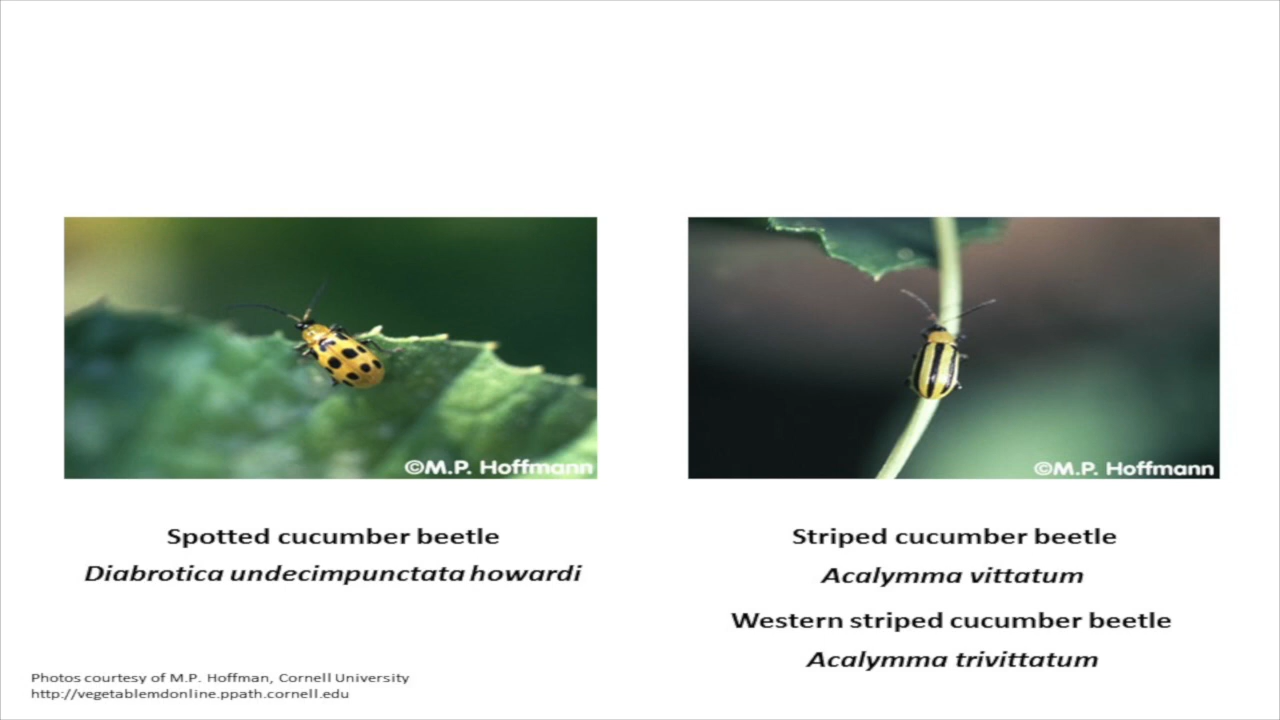 ©M.P. Hoffmann
©M.P. Hoffmann
Spotted cucumber beetle
Diabrotica undecimpunctata howardi
Striped cucumber beetle
Acalymma vittatum
Western striped cucumber beetle
Acalymma trivittatum
Photos courtesy of M.P. Hoffman, Cornell University
http://vegetablemdonline.ppath.cornell.edu